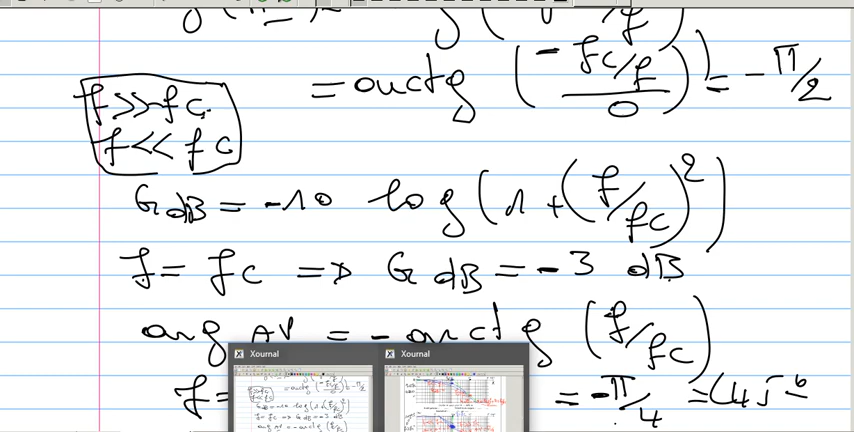 = arctg (- fc/f / 0) = - π/2
f >> fc
f << fc
GdB = -10 log (1 + (f/fc)²)
f = fc => GdB = -3 dB
arg Av = - arctg (f/fc)
Xournal
Xournal
f =
= -π/4 = (45°